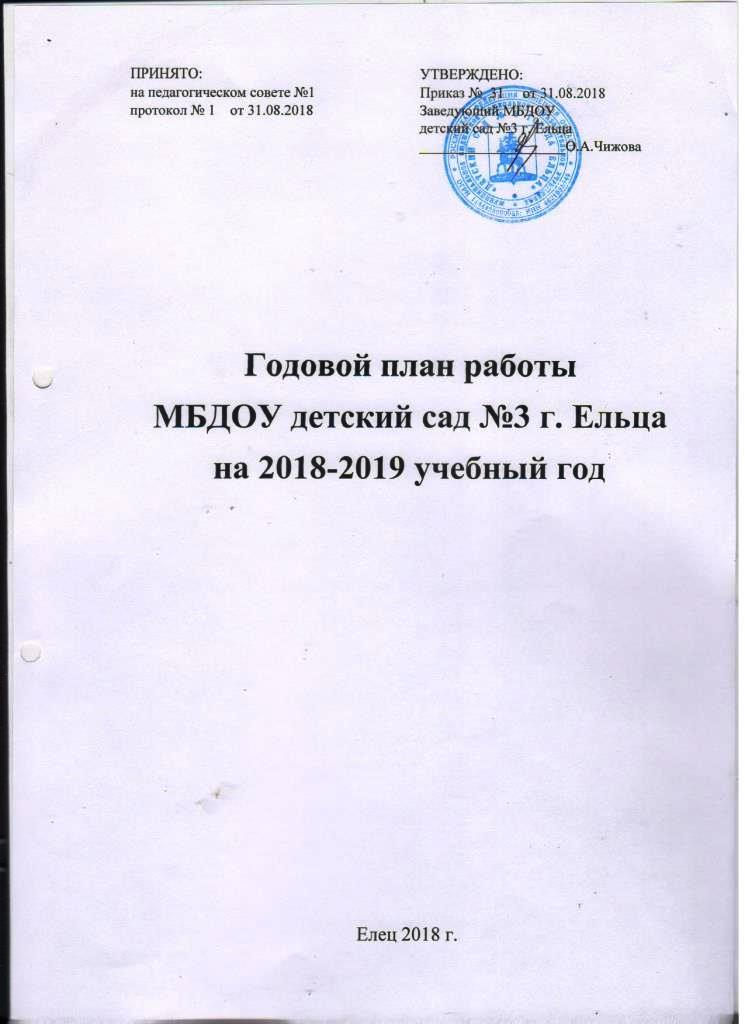 ПРИНЯТО:
на педагогическом совете №1
протокол № 1 от 31.08.2018
УТВЕРЖДЕНО:
Приказ № 31 от 31.08.2018
Заведующий МБДОУ
детский сад №3 г. Ельца
О.А.Чижова
Годовой план работы
МБДОУ детский сад №3 г. Ельца
на 2018-2019 учебный год
Елец 2018 г.